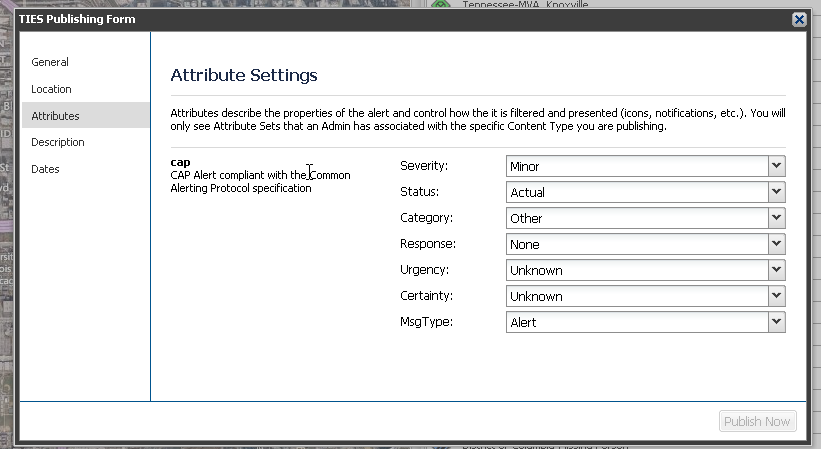 Tennessee-MVA, Knoxville
TIES Publishing Form
General
Location
Attributes
Description
Dates
Attribute Settings
Attributes describe the properties of the alert and control how the it is filtered and presented (icons, notifications, etc.). You will
only see Attribute Sets that an Admin has associated with the specific Content Type you are publishing.
cap
CAP Alert compliant with the Common
Alerting Protocol specification
Severity: Minor
Status: Actual
Category: Other
Response: None
Urgency: Unknown
Certainty: Unknown
MsgType: Alert
Publish Now
District of Columbia Missing Person